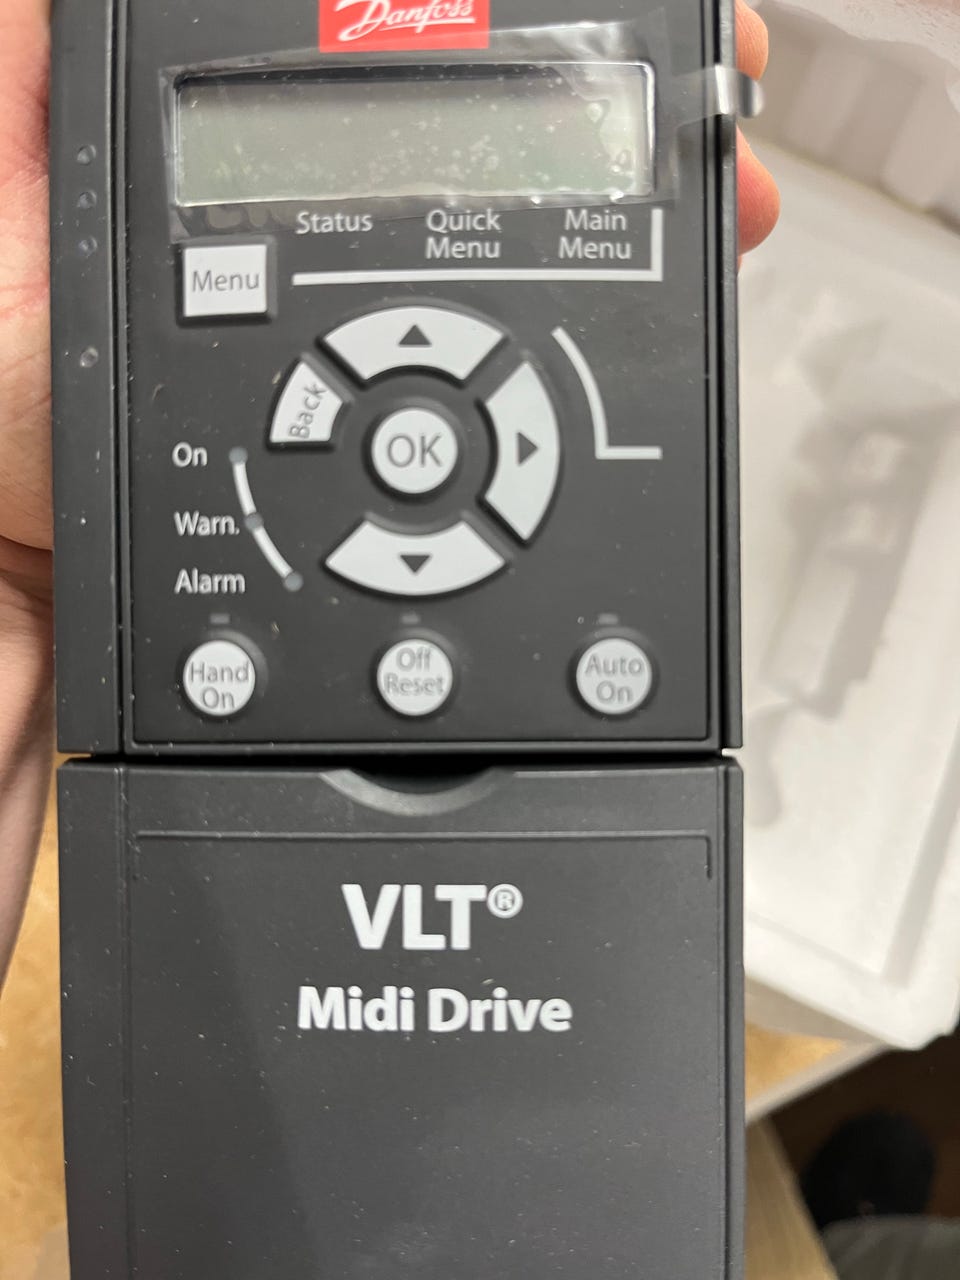 Danfoss
Status Quick Menu Main Menu
Menu
Back
OK
On
Warn.
Alarm
Hand On
Off Reset
Auto On
VLT®
Midi Drive